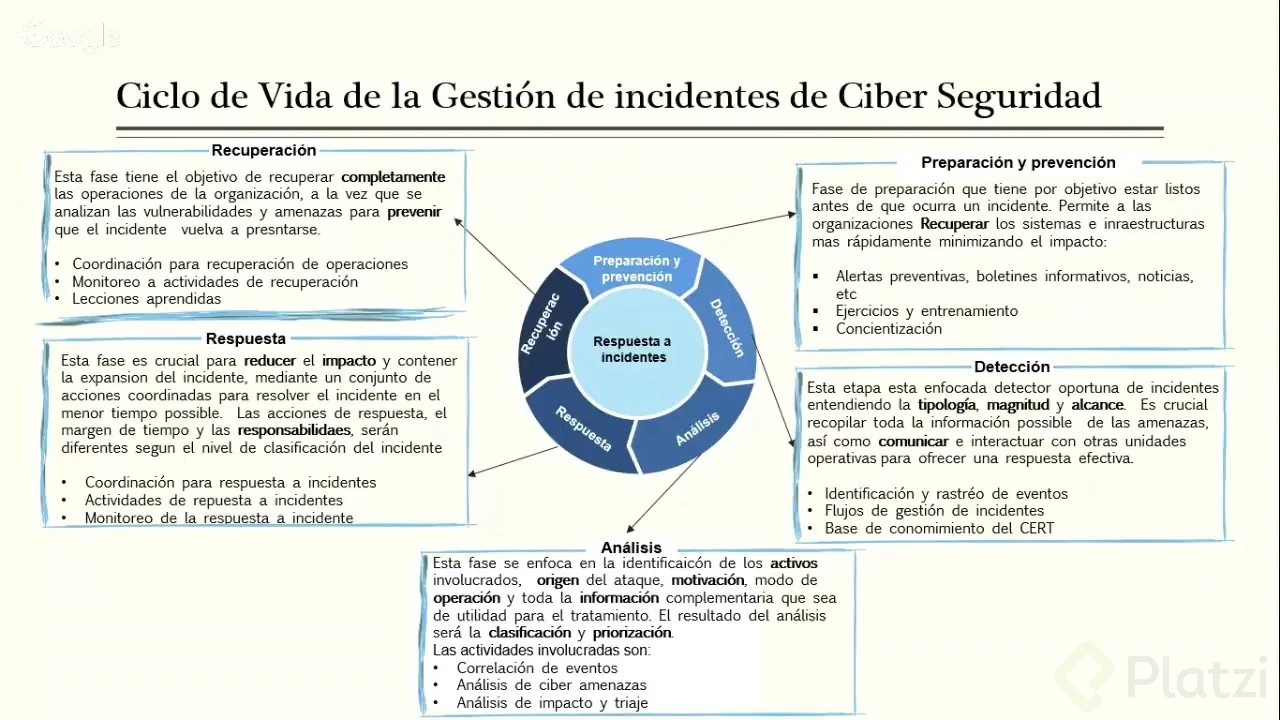 Google
Ciclo de Vida de la Gestión de incidentes de Ciber Seguridad
Recuperación
Esta fase tiene el objetivo de recuperar completamente
las operaciones de la organización, a la vez que se
analizan las vulnerabilidades y amenazas para prevenir
que el incidente vuelva a presntarse.
• Coordinación para recuperación de operaciones
• Monitoreo a actividades de recuperación
• Lecciones aprendidas
Respuesta
Esta fase es crucial para reducer el impacto y contener
la expansion del incidente, mediante un conjunto de
acciones coordinadas para resolver el incidente en el
menor tiempo possible. Las acciones de respuesta, el
margen de tiempo y las responsabilidaes, serán
diferentes segun el nivel de clasificación del incidente
• Coordinación para respuesta a incidentes
• Actividades de repuesta a incidentes
• Monitoreo de la respuesta a incidente
Preparación y
prevención
Detección
Análisis
Respuesta
Recuperac
ión
Respuesta a
incidentes
Preparación y prevención
Fase de preparación que tiene por objetivo estar listos
antes de que ocurra un incidente. Permite a las
organizaciones Recuperar los sistemas e inraestructuras
mas rápidamente minimizando el impacto:
▪ Alertas preventivas, boletines informativos, noticias,
etc
▪ Ejercicios y entrenamiento
▪ Concientización
Detección
Esta etapa esta enfocada detector oportuna de incidentes
entendiendo la tipología, magnitud y alcance. Es crucial
recopilar toda la información possible de las amenazas,
así como comunicar e interactuar con otras unidades
operativas para ofrecer una respuesta efectiva.
• Identificación y rastréo de eventos
• Flujos de gestión de incidentes
• Base de conomimiento del CERT
Análisis
Esta fase se enfoca en la identificaicón de los activos
involucrados, origen del ataque, motivación, modo de
operación y toda la información complementaria que sea
de utilidad para el tratamiento. El resultado del análisis
será la clasificación y priorización.
Las actividades involucradas son:
• Correlación de eventos
• Análisis de ciber amenazas
• Análisis de impacto y triaje
Platzi